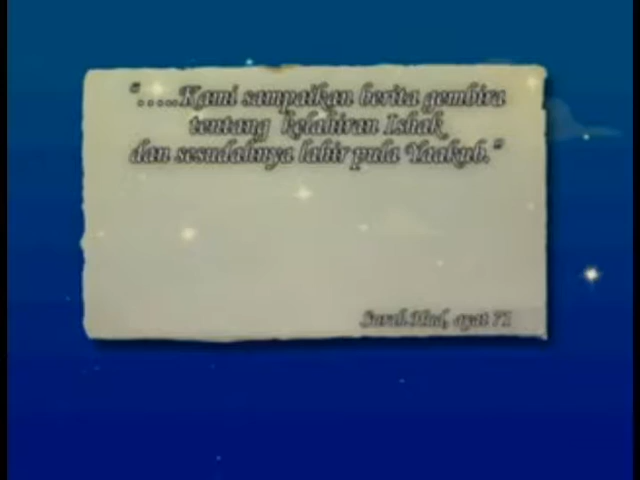 ".....Kami sampaikan berita gembira
tentang kelahiran Ishak
dan sesudahnya lahir pula Yaakub."
Surah Hud, ayat 71